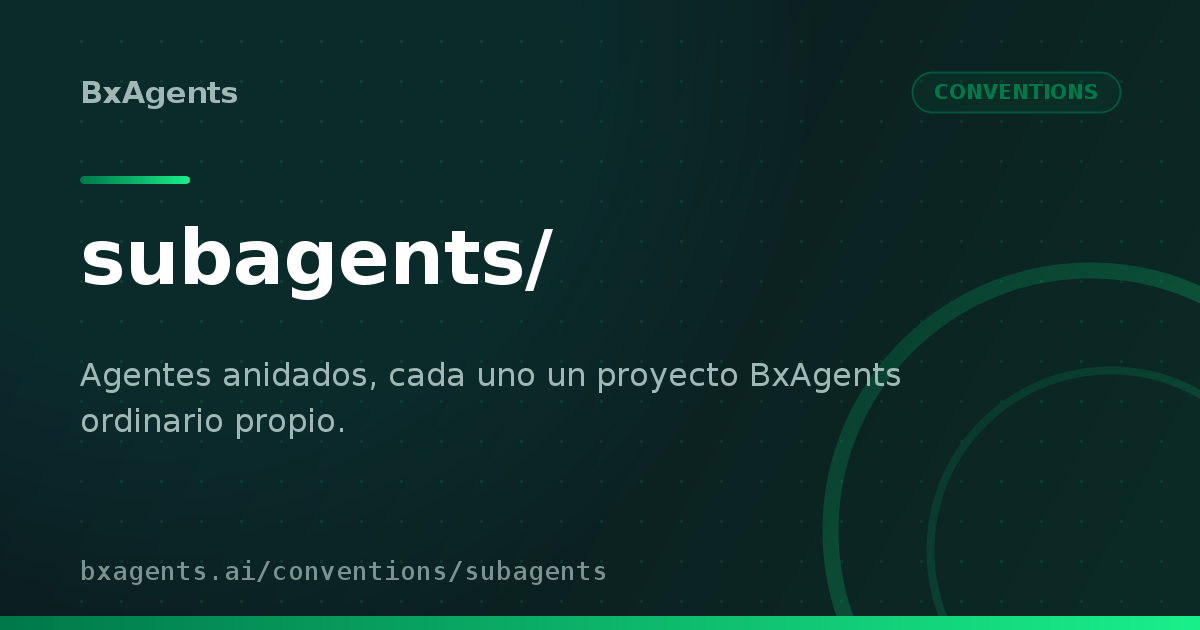 BxAgents
CONVENTIONS
subagents/
Agentes anidados, cada uno un proyecto BxAgents
ordinario propio.
bxagents.ai/conventions/subagents